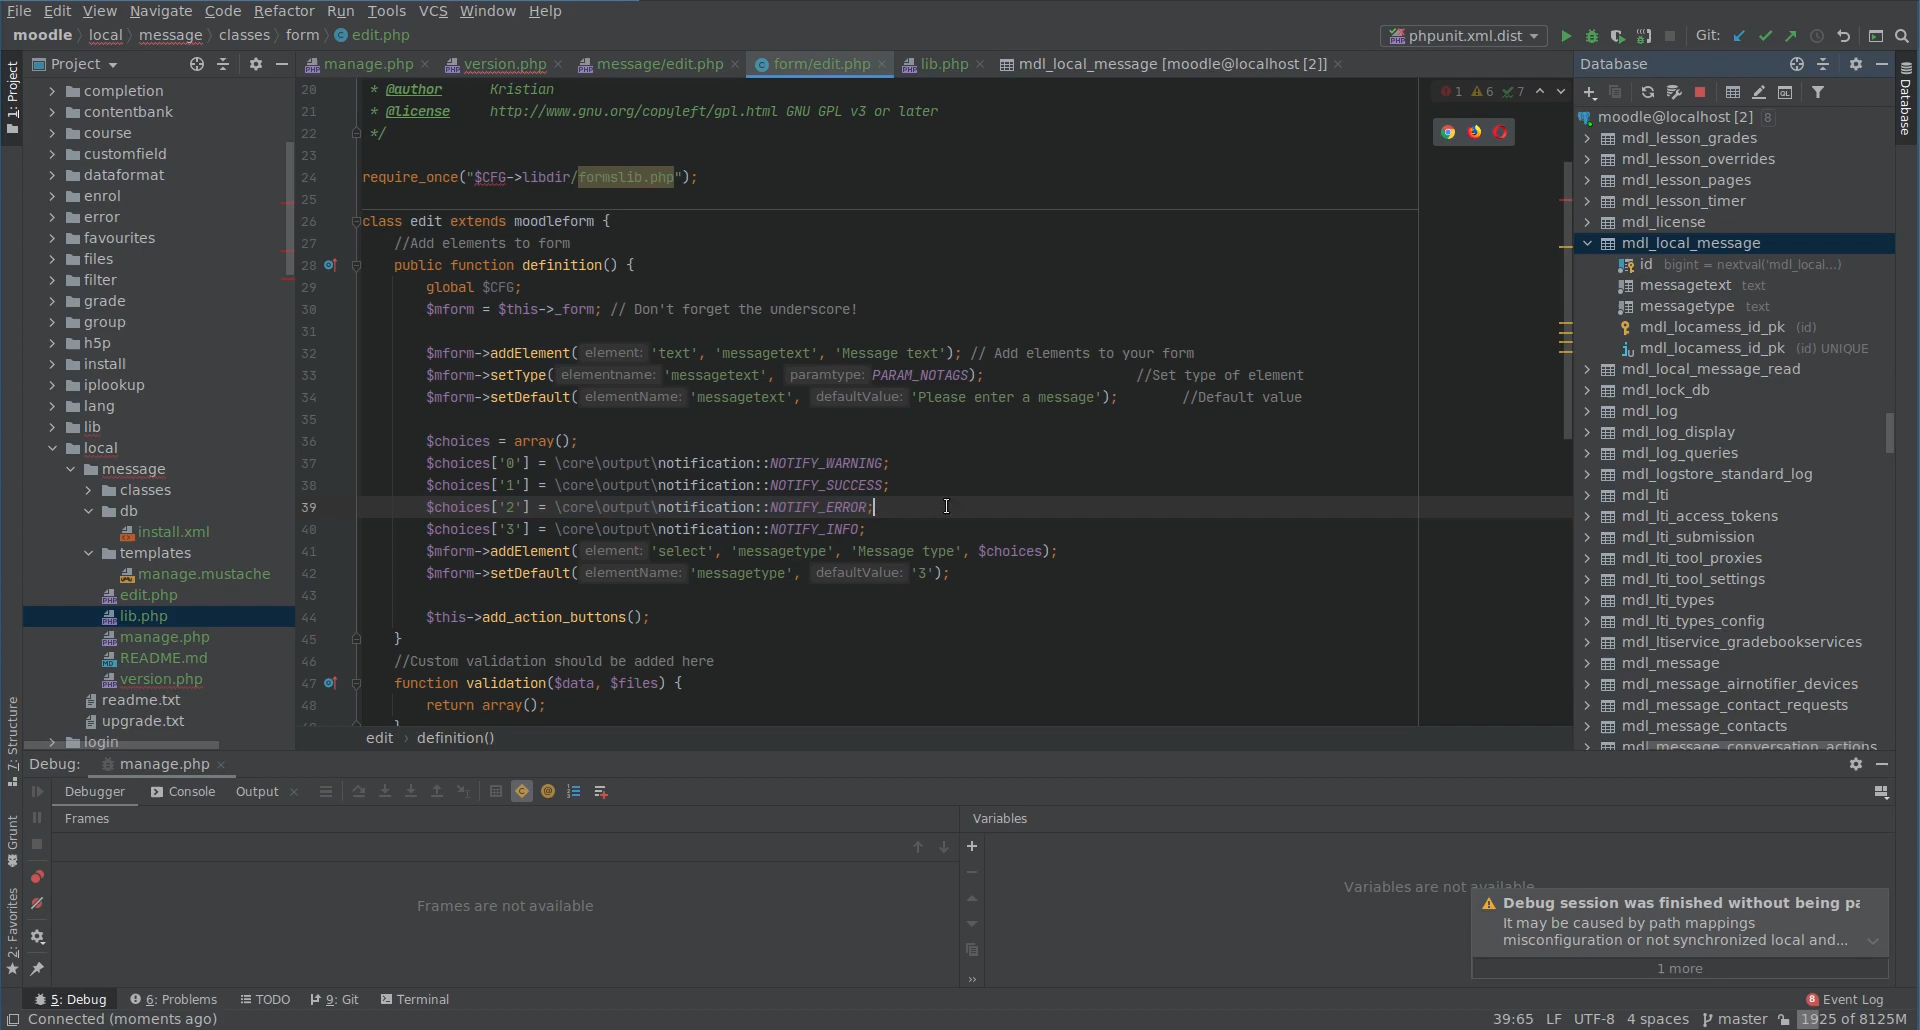 File Edit View Navigate Code Refactor Run Tools VCS Window Help
moodle local message classes form edit.php
phpunit.xml.dist Git:
1: Project
Project
manage.php version.php message/edit.php form/edit.php lib.php mdl_local_message [moodle@localhost [2]]
completion
contentbank
course
customfield
dataformat
enrol
error
favourites
files
filter
grade
group
h5p
install
iplookup
lang
lib
local
message
classes
db
install.xml
templates
manage.mustache
edit.php
lib.php
manage.php
README.md
version.php
readme.txt
upgrade.txt
login
20 * @author Kristian
21 * @license http://www.gnu.org/copyleft/gpl.html GNU GPL v3 or later
22 */
23
24 require_once("$CFG->libdir/formslib.php");
25
26 class edit extends moodleform {
27 //Add elements to form
28 public function definition() {
29 global $CFG;
30 $mform = $this->_form; // Don't forget the underscore!
31
32 $mform->addElement( element: 'text', 'messagetext', 'Message text'); // Add elements to your form
33 $mform->setType( elementname: 'messagetext', paramtype: PARAM_NOTAGS); //Set type of element
34 $mform->setDefault( elementName: 'messagetext', defaultValue: 'Please enter a message'); //Default value
35
36 $choices = array();
37 $choices['0'] = \core\output\notification::NOTIFY_WARNING;
38 $choices['1'] = \core\output\notification::NOTIFY_SUCCESS;
39 $choices['2'] = \core\output\notification::NOTIFY_ERROR;
40 $choices['3'] = \core\output\notification::NOTIFY_INFO;
41 $mform->addElement( element: 'select', 'messagetype', 'Message type', $choices);
42 $mform->setDefault( elementName: 'messagetype', defaultValue: '3');
43
44 $this->add_action_buttons();
45 }
46 //Custom validation should be added here
47 function validation($data, $files) {
48 return array();
}
1 6 7
edit definition()
Database
Database
moodle@localhost [2] 8
mdl_lesson_grades
mdl_lesson_overrides
mdl_lesson_pages
mdl_lesson_timer
mdl_license
mdl_local_message
id bigint = nextval('mdl_local...)
messagetext text
messagetype text
mdl_locamess_id_pk (id)
mdl_locamess_id_pk (id) UNIQUE
mdl_local_message_read
mdl_lock_db
mdl_log
mdl_log_display
mdl_log_queries
mdl_logstore_standard_log
mdl_lti
mdl_lti_access_tokens
mdl_lti_submission
mdl_lti_tool_proxies
mdl_lti_tool_settings
mdl_lti_types
mdl_lti_types_config
mdl_ltiservice_gradebookservices
mdl_message
mdl_message_airnotifier_devices
mdl_message_contact_requests
mdl_message_contacts
mdl_message_conversation_actions
7: Structure
Grunt
2: Favorites
Debug: manage.php
Debugger Console Output
Frames
Frames are not available
Variables
Variables are not available
Debug session was finished without being pa
It may be caused by path mappings
misconfiguration or not synchronized local and...
1 more
5: Debug 6: Problems TODO 9: Git Terminal 8 Event Log
Connected (moments ago) 39:65 LF UTF-8 4 spaces master 1925 of 8125M